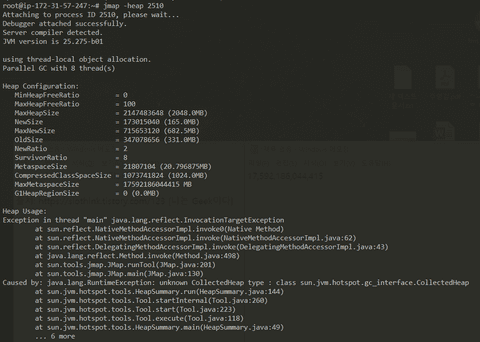 root@ip-172-31-57-247:~# jmap -heap 2510
Attaching to process ID 2510, please wait...
Debugger attached successfully.
Server compiler detected.
JVM version is 25.275-b01
using thread-local object allocation.
Parallel GC with 8 thread(s)
Heap Configuration:
MinHeapFreeRatio = 0
MaxHeapFreeRatio = 100
MaxHeapSize = 2147483648 (2048.0MB)
NewSize = 173015040 (165.0MB)
MaxNewSize = 715653120 (682.5MB)
OldSize = 347078656 (331.0MB)
NewRatio = 2
SurvivorRatio = 8
MetaspaceSize = 21807104 (20.796875MB)
CompressedClassSpaceSize = 1073741824 (1024.0MB)
MaxMetaspaceSize = 17592186044415 MB
G1HeapRegionSize = 0 (0.0MB)
Heap Usage:
Exception in thread "main" java.lang.reflect.InvocationTargetException
at sun.reflect.NativeMethodAccessorImpl.invoke0(Native Method)
at sun.reflect.NativeMethodAccessorImpl.invoke(NativeMethodAccessorImpl.java:62)
at sun.reflect.DelegatingMethodAccessorImpl.invoke(DelegatingMethodAccessorImpl.java:43)
at java.lang.reflect.Method.invoke(Method.java:498)
at sun.tools.jmap.JMap.runTool(JMap.java:201)
at sun.tools.jmap.JMap.main(JMap.java:130)
Caused by: java.lang.RuntimeException: unknown CollectedHeap type : class sun.jvm.hotspot.gc_interface.CollectedHeap
at sun.jvm.hotspot.tools.HeapSummary.run(HeapSummary.java:144)
at sun.jvm.hotspot.tools.Tool.startInternal(Tool.java:260)
at sun.jvm.hotspot.tools.Tool.start(Tool.java:223)
at sun.jvm.hotspot.tools.Tool.execute(Tool.java:118)
at sun.jvm.hotspot.tools.HeapSummary.main(HeapSummary.java:49)
... 6 more